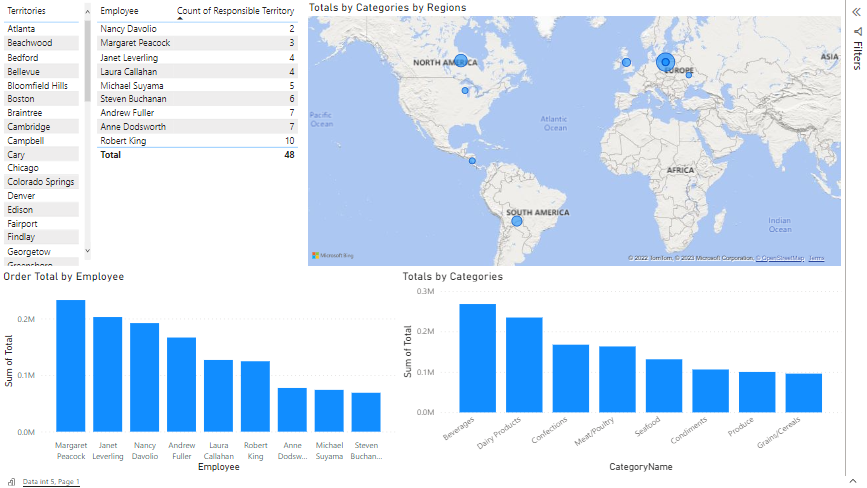 Territories
Atlanta
Beachwood
Bedford
Bellevue
Bloomfield Hills
Boston
Braintree
Cambridge
Campbell
Cary
Chicago
Colorado Springs
Denver
Edison
Fairport
Findlay
Georgetow
Greensboro
Employee Count of Responsible Territory
Nancy Davolio 2
Margaret Peacock 3
Janet Leverling 4
Laura Callahan 4
Michael Suyama 5
Steven Buchanan 6
Andrew Fuller 7
Anne Dodsworth 7
Robert King 10
Total 48
Totals by Categories by Regions
NORTH AMERICA
EUROPE
ASIA
Pacific
Ocean
Atlantic
Ocean
AFRICA
SOUTH AMERICA
Indian
Ocean
Microsoft Bing
© 2022 TomTom, © 2023 Microsoft Corporation, © OpenStreetMap Terms
Filters
Order Total by Employee
Sum of Total
0.2M
0.1M
0.0M
Margaret
Peacock
Janet
Leverling
Nancy
Davolio
Andrew
Fuller
Laura
Callahan
Robert
King
Anne
Dodsw...
Michael
Suyama
Steven
Buchan...
Employee
Totals by Categories
Sum of Total
0.3M
0.2M
0.1M
0.0M
Beverages
Dairy Products
Confections
Meat/Poultry
Seafood
Condiments
Produce
Grains/Cereals
CategoryName
Data int 5, Page 1